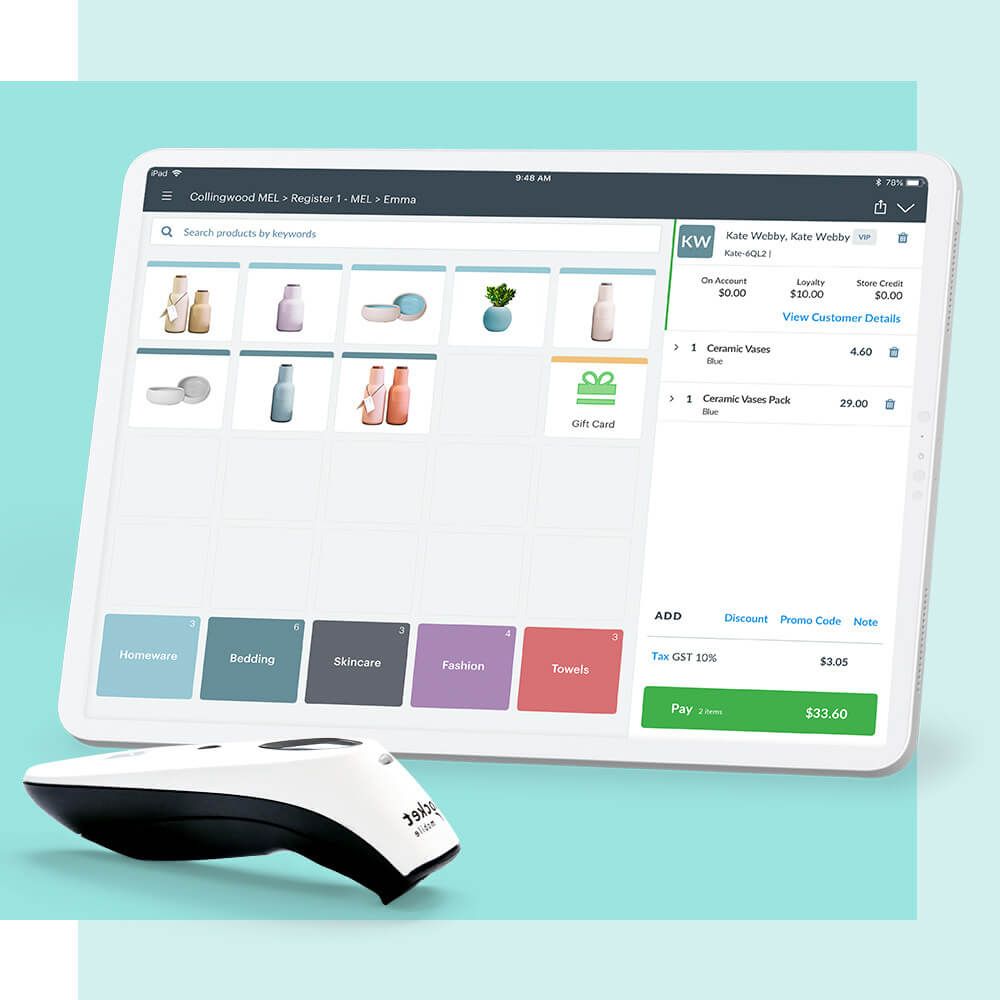 iPad
9:48 AM
78%
Collingwood MEL > Register 1 - MEL > Emma
Search products by keywords
Gift Card
3
Homeware
6
Bedding
3
Skincare
4
Fashion
3
Towels
KW
Kate Webby, Kate Webby VIP
Kate-6QL2 |
On Account Loyalty Store Credit
$0.00 $10.00 $0.00
View Customer Details
> 1 Ceramic Vases 4.60
Blue
> 1 Ceramic Vases Pack 29.00
Blue
ADD Discount Promo Code Note
Tax GST 10% $3.05
Pay 2 items $33.60
ocket
mobile